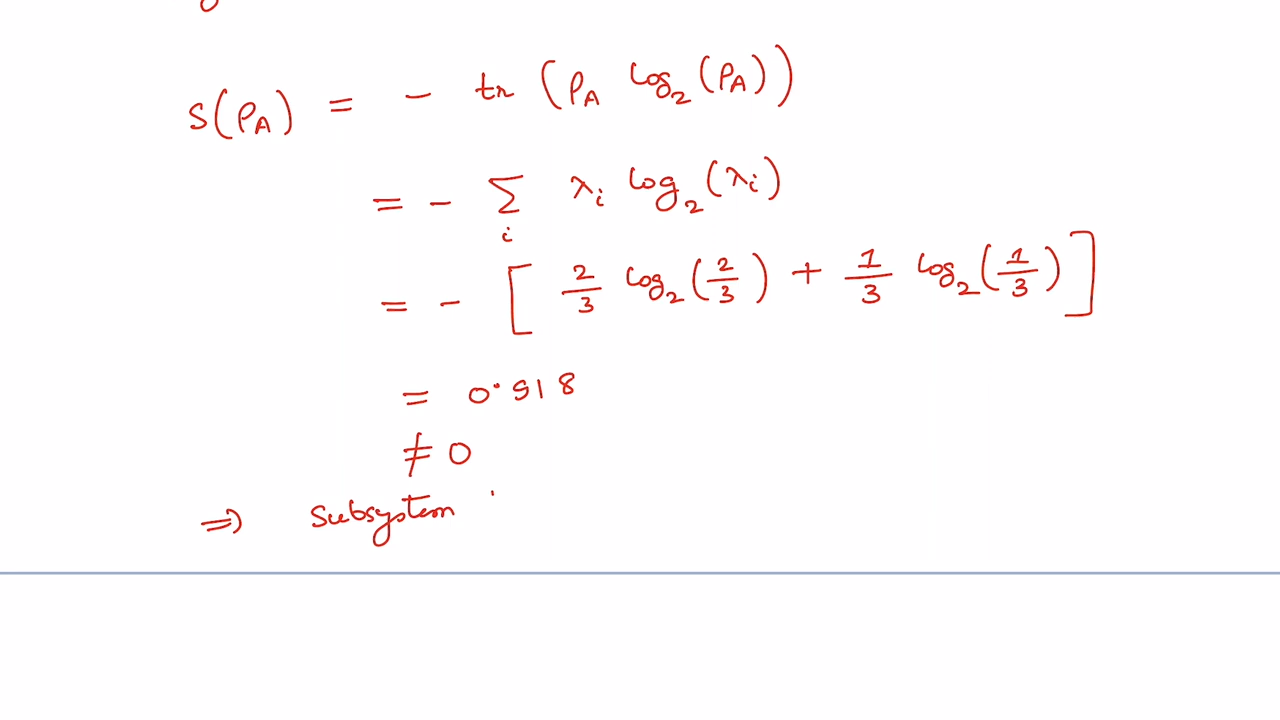 S(ρ_A) = - tr (ρ_A log_2 (ρ_A))
= - Σ_i λ_i log_2 (λ_i)
= - [ 2/3 log_2 (2/3) + 1/3 log_2 (1/3) ]
= 0.918
≠ 0
⇒ Subsystem